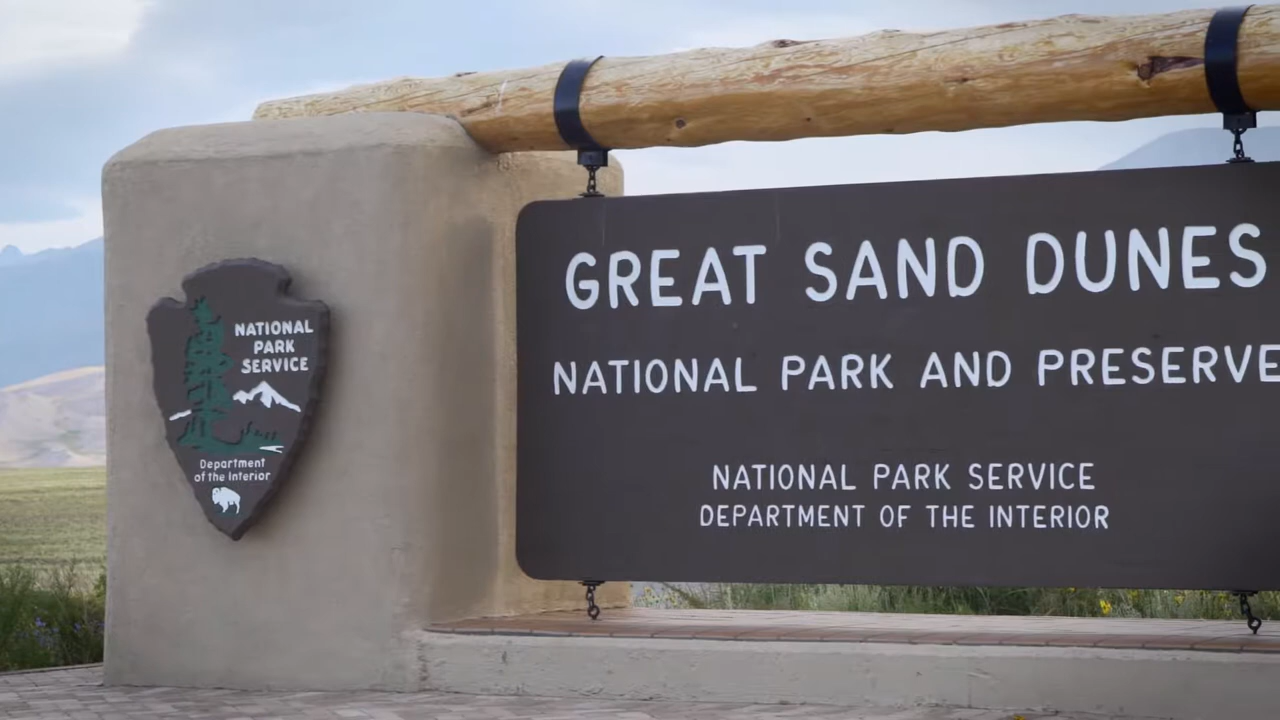 NATIONAL
PARK
SERVICE
Department
of the Interior
GREAT SAND DUNES
NATIONAL PARK AND PRESERVE
NATIONAL PARK SERVICE
DEPARTMENT OF THE INTERIOR